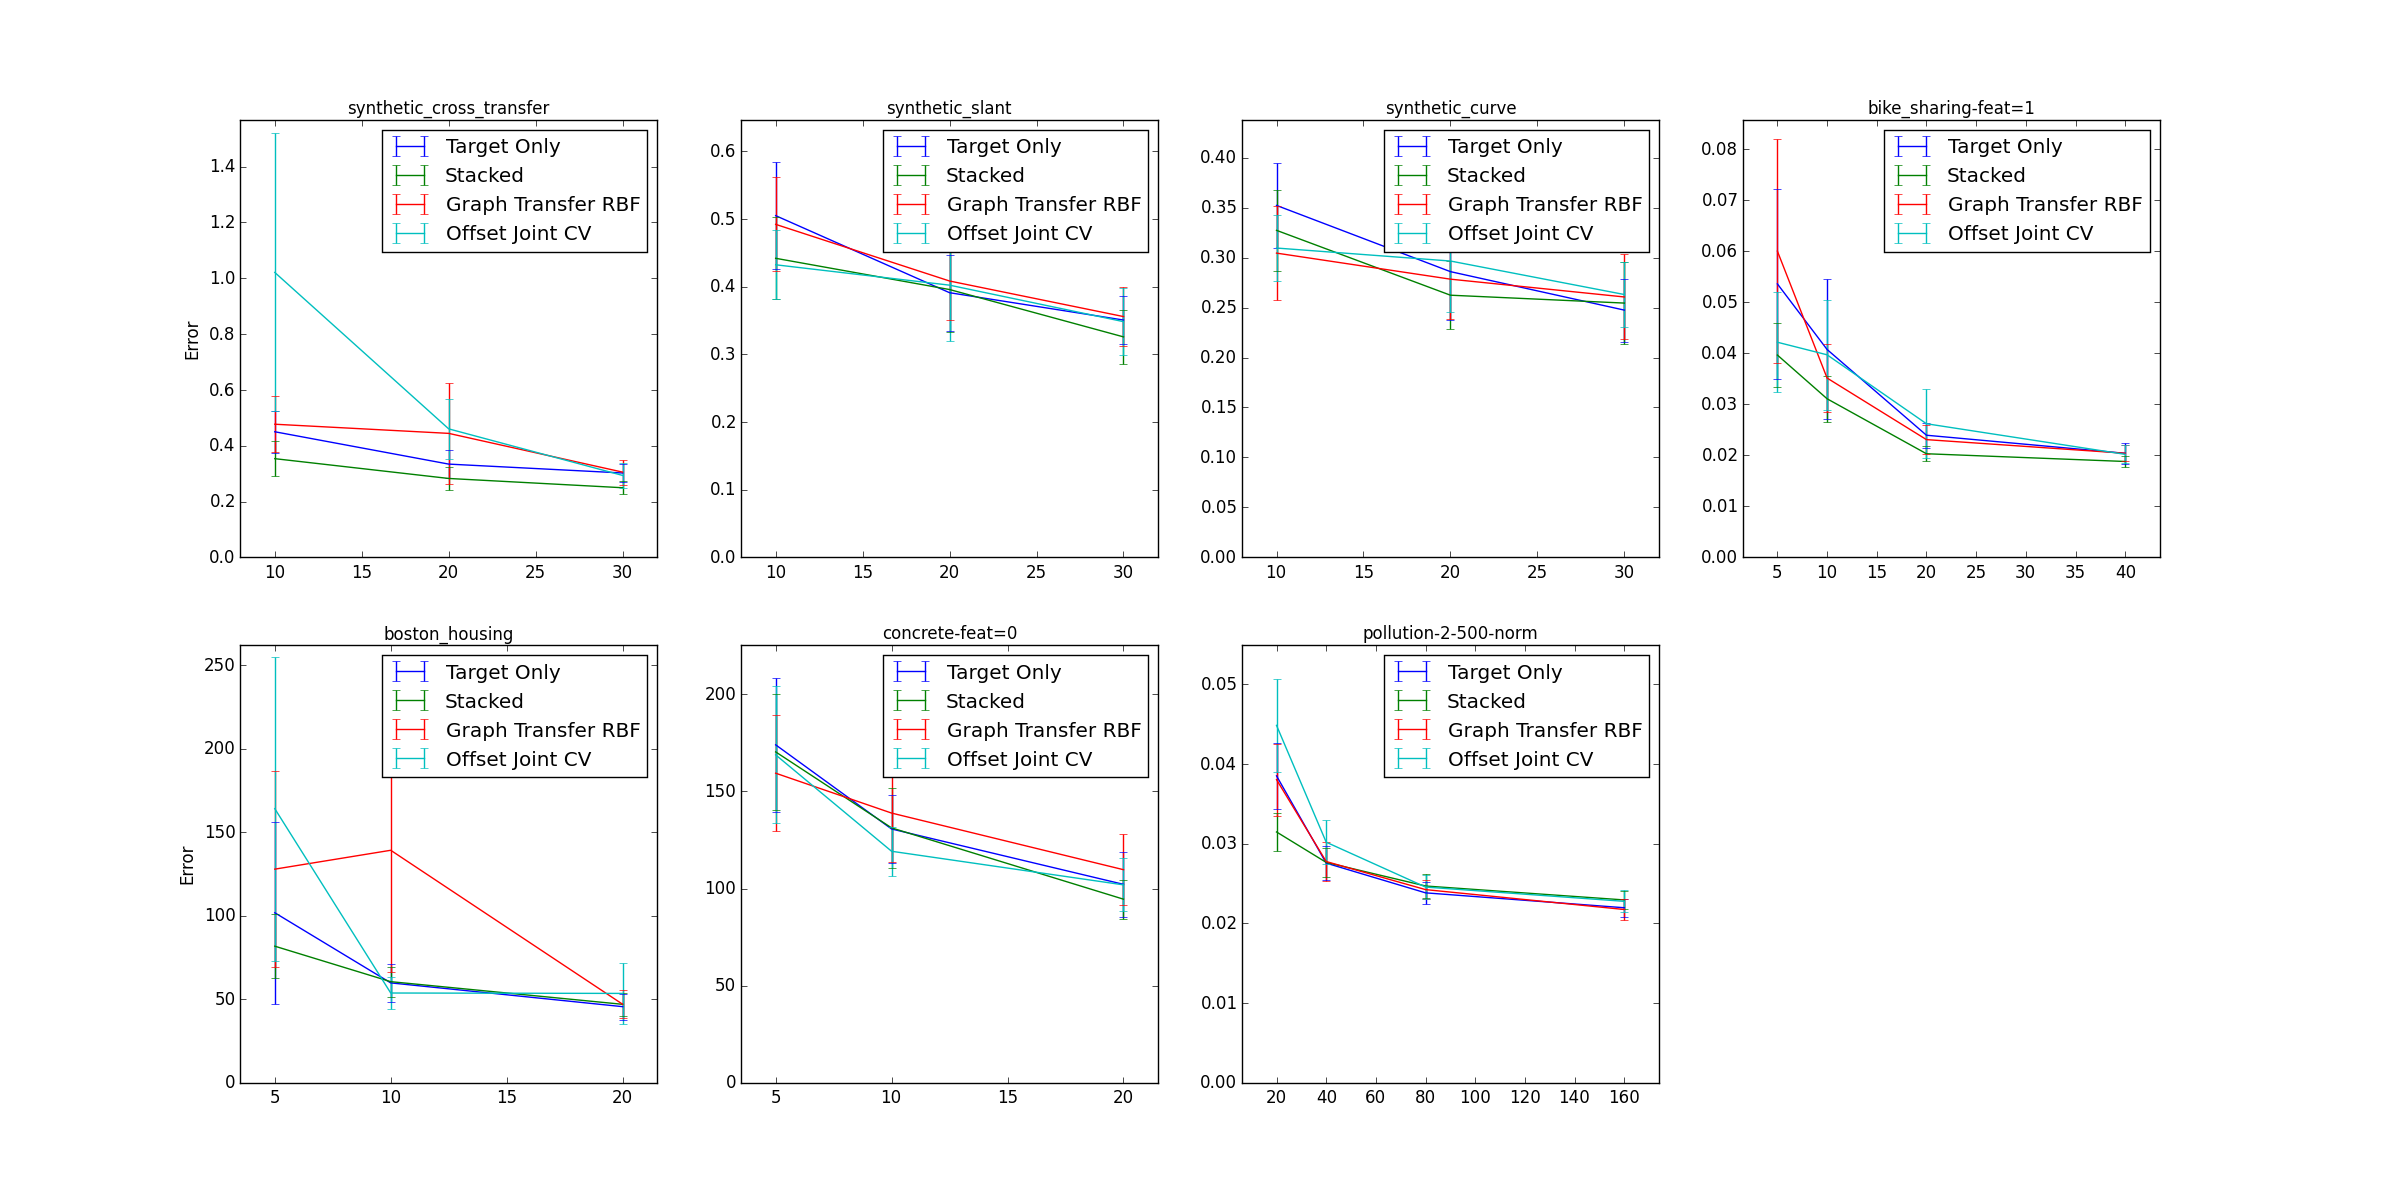 synthetic_cross_transfer
Error
1.4
1.2
1.0
0.8
0.6
0.4
0.2
0.0
10 15 20 25 30
Target Only
Stacked
Graph Transfer RBF
Offset Joint CV
synthetic_slant
0.6
0.5
0.4
0.3
0.2
0.1
0.0
10 15 20 25 30
Target Only
Stacked
Graph Transfer RBF
Offset Joint CV
synthetic_curve
0.40
0.35
0.30
0.25
0.20
0.15
0.10
0.05
0.00
10 15 20 25 30
Target Only
Stacked
Graph Transfer RBF
Offset Joint CV
bike_sharing-feat=1
0.08
0.07
0.06
0.05
0.04
0.03
0.02
0.01
0.00
5 10 15 20 25 30 35 40
Target Only
Stacked
Graph Transfer RBF
Offset Joint CV
boston_housing
Error
250
200
150
100
50
0
5 10 15 20
Target Only
Stacked
Graph Transfer RBF
Offset Joint CV
concrete-feat=0
200
150
100
50
0
5 10 15 20
Target Only
Stacked
Graph Transfer RBF
Offset Joint CV
pollution-2-500-norm
0.05
0.04
0.03
0.02
0.01
0.00
20 40 60 80 100 120 140 160
Target Only
Stacked
Graph Transfer RBF
Offset Joint CV